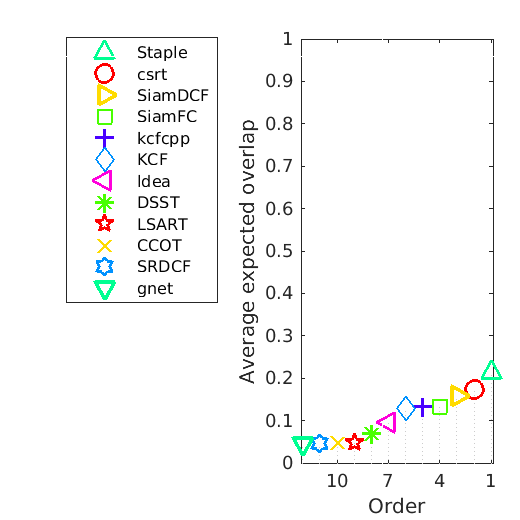 Staple
csrt
SiamDCF
SiamFC
kcfcpp
KCF
Idea
DSST
LSART
CCOT
SRDCF
gnet
1
0.9
0.8
0.7
0.6
0.5
0.4
0.3
0.2
0.1
0
Average expected overlap
10 7 4 1
Order